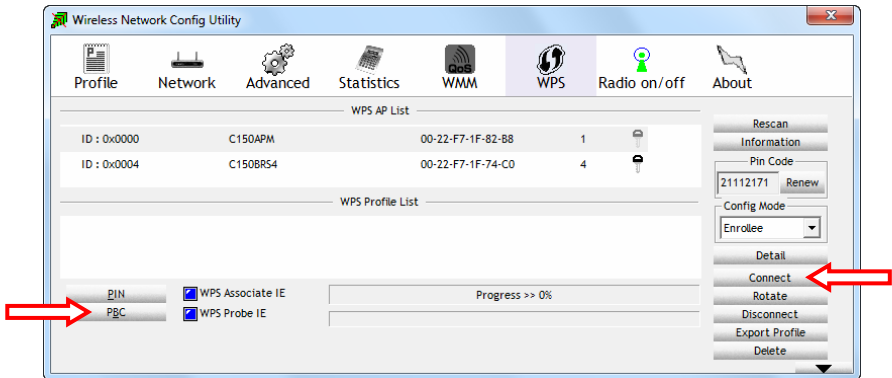 Wireless Network Config Utility
Profile Network Advanced Statistics QoS WMM WPS Radio on/off About
WPS AP List
ID : 0x0000 C150APM 00-22-F7-1F-82-B8 1
ID : 0x0004 C150BRS4 00-22-F7-1F-74-C0 4
WPS Profile List
Rescan
Information
Pin Code
21112171 Renew
Config Mode
Enrollee
Detail
Connect
Rotate
Disconnect
Export Profile
Delete
PIN WPS Associate IE Progress >> 0%
PBC WPS Probe IE